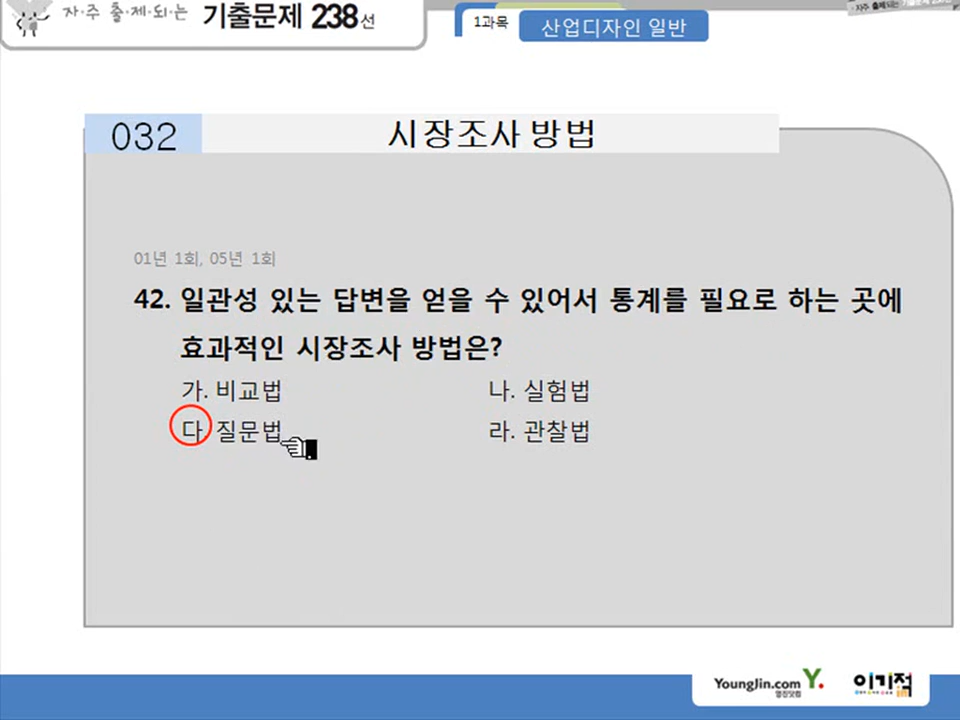 자·주 출·제·되·는 기출문제 238선
1과목 산업디자인 일반
032 시장조사 방법
01년 1회, 05년 1회
42. 일관성 있는 답변을 얻을 수 있어서 통계를 필요로 하는 곳에
효과적인 시장조사 방법은?
가. 비교법 나. 실험법
다. 질문법 라. 관찰법
YoungJin.com Y.
영진닷컴
이기적